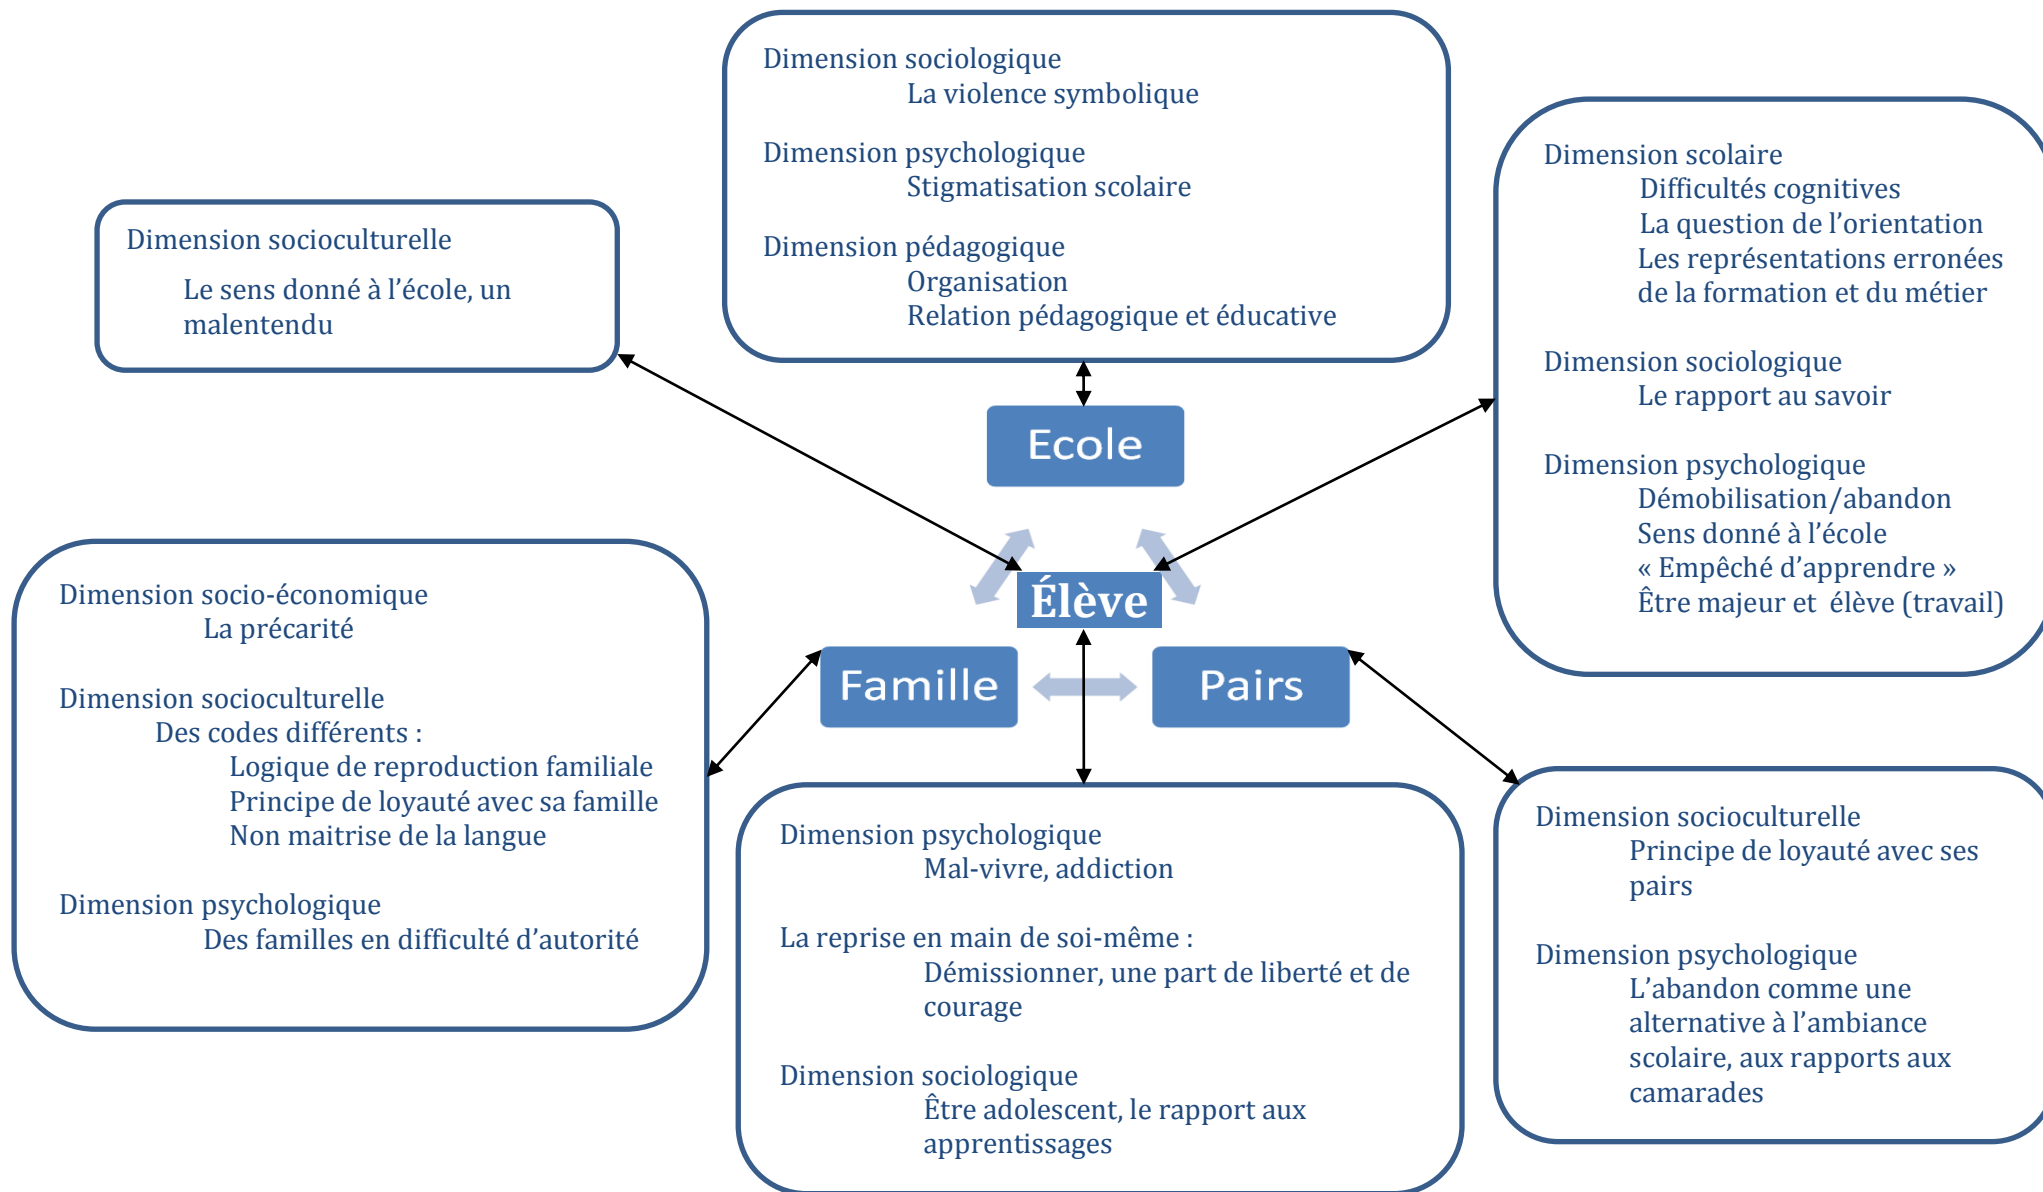 Dimension sociologique
La violence symbolique
Dimension psychologique
Stigmatisation scolaire
Dimension pédagogique
Organisation
Relation pédagogique et éducative
Dimension socioculturelle
Le sens donné à l’école, un
malentendu
Dimension scolaire
Difficultés cognitives
La question de l’orientation
Les représentations erronées
de la formation et du métier
Dimension sociologique
Le rapport au savoir
Dimension psychologique
Démobilisation/abandon
Sens donné à l’école
« Empêché d’apprendre »
Être majeur et élève (travail)
Ecole
Élève
Famille
Pairs
Dimension socio-économique
La précarité
Dimension socioculturelle
Des codes différents :
Logique de reproduction familiale
Principe de loyauté avec sa famille
Non maitrise de la langue
Dimension psychologique
Des familles en difficulté d’autorité
Dimension psychologique
Mal-vivre, addiction
La reprise en main de soi-même :
Démissionner, une part de liberté et de
courage
Dimension sociologique
Être adolescent, le rapport aux
apprentissages
Dimension socioculturelle
Principe de loyauté avec ses
pairs
Dimension psychologique
L’abandon comme une
alternative à l’ambiance
scolaire, aux rapports aux
camarades